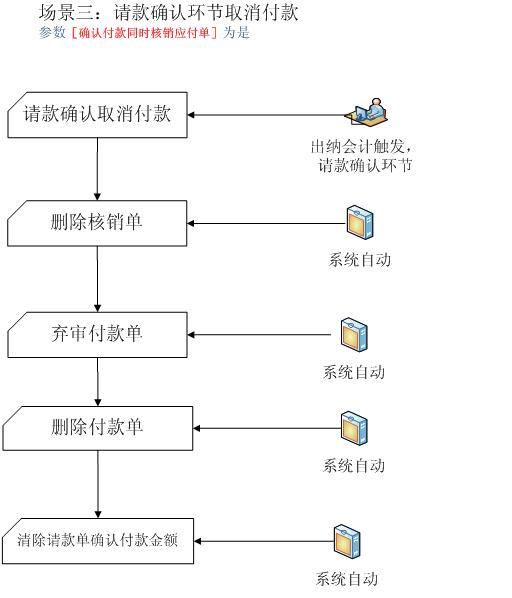 场景三：请款确认环节取消付款
参数［确认付款同时核销应付单］为是
请款确认取消付款
出纳会计触发，
请款确认环节
删除核销单
系统自动
弃审付款单
系统自动
删除付款单
系统自动
清除请款单确认付款金额
系统自动